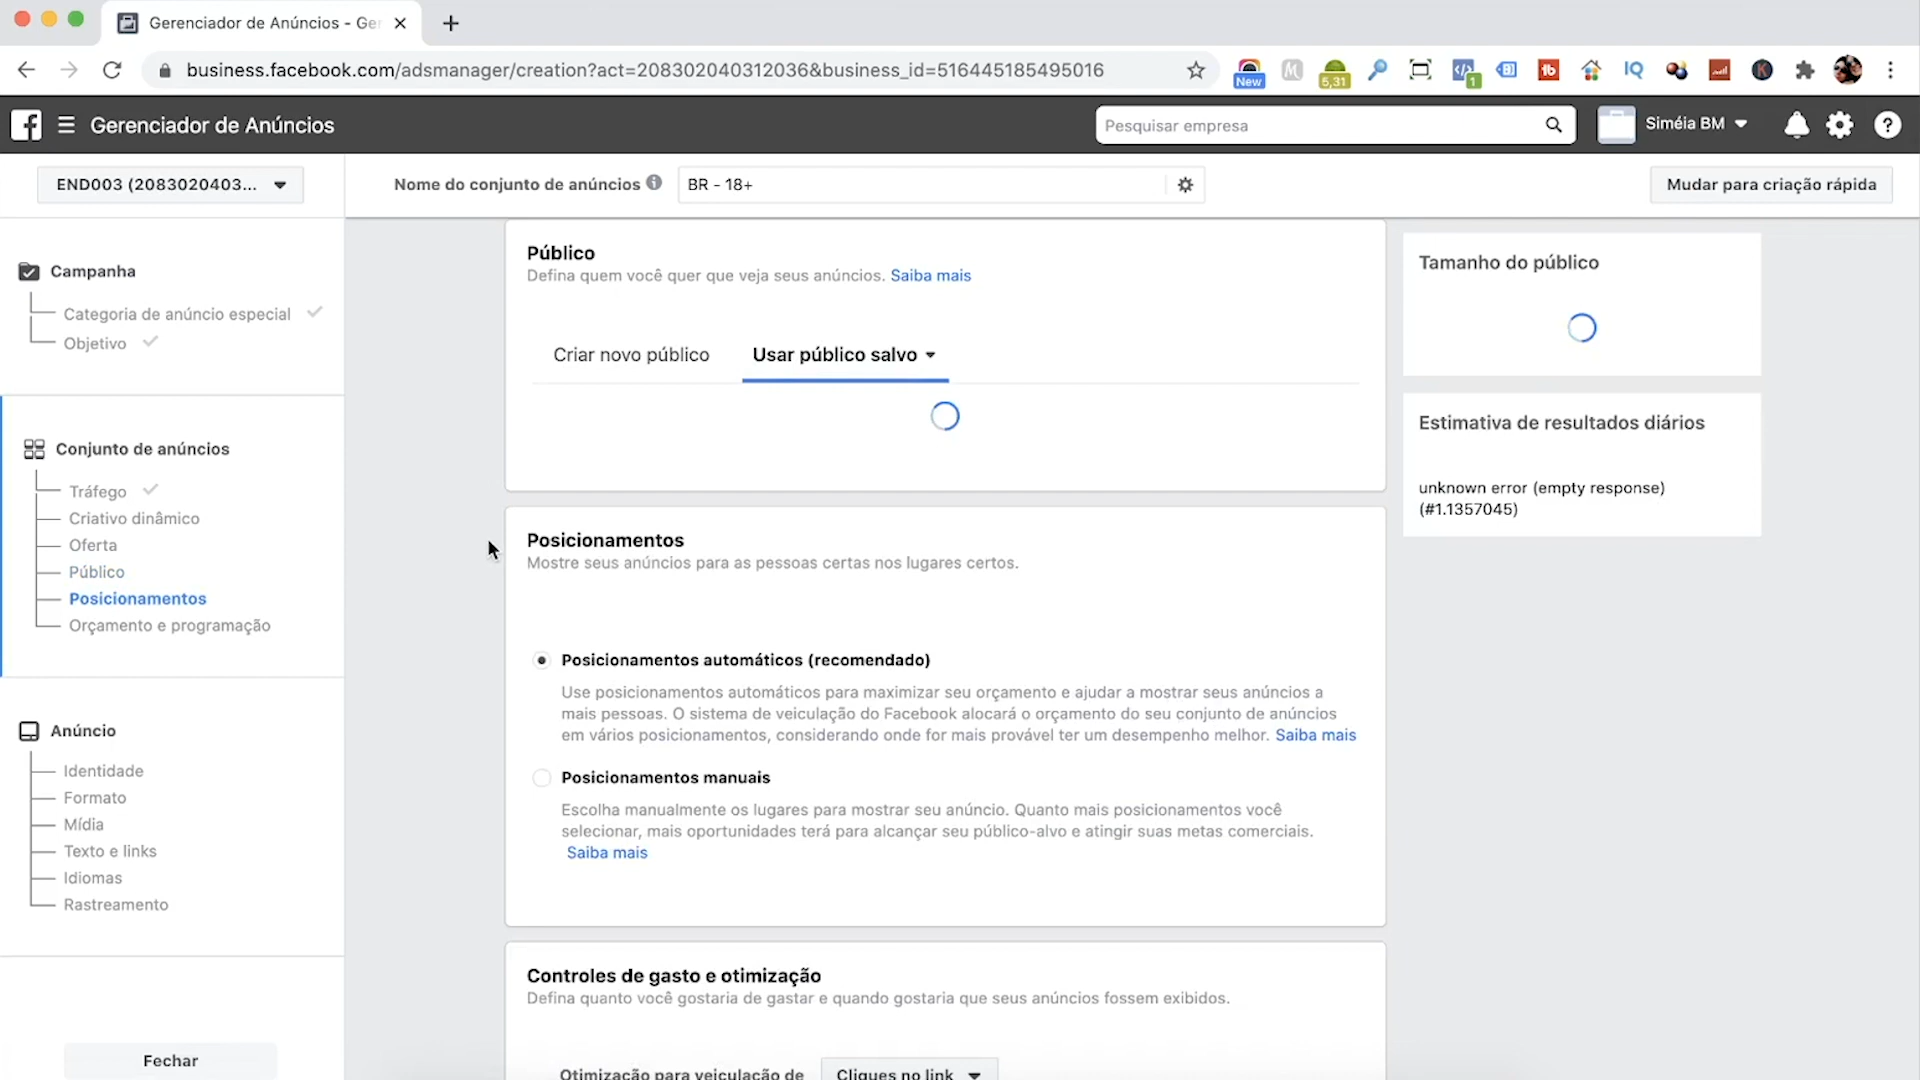 Gerenciador de Anúncios - Ger
business.facebook.com/adsmanager/creation?act=208302040312036&business_id=516445185495016
New
5,31
1
tb
IQ
K
Gerenciador de Anúncios
Pesquisar empresa
Siméia BM
END003 (2083020403...
Nome do conjunto de anúncios
BR - 18+
Mudar para criação rápida
Campanha
Categoria de anúncio especial
Objetivo
Conjunto de anúncios
Tráfego
Criativo dinâmico
Oferta
Público
Posicionamentos
Orçamento e programação
Anúncio
Identidade
Formato
Mídia
Texto e links
Idiomas
Rastreamento
Fechar
Público
Defina quem você quer que veja seus anúncios. Saiba mais
Criar novo público
Usar público salvo
Posicionamentos
Mostre seus anúncios para as pessoas certas nos lugares certos.
Posicionamentos automáticos (recomendado)
Use posicionamentos automáticos para maximizar seu orçamento e ajudar a mostrar seus anúncios a
mais pessoas. O sistema de veiculação do Facebook alocará o orçamento do seu conjunto de anúncios
em vários posicionamentos, considerando onde for mais provável ter um desempenho melhor. Saiba mais
Posicionamentos manuais
Escolha manualmente os lugares para mostrar seu anúncio. Quanto mais posicionamentos você
selecionar, mais oportunidades terá para alcançar seu público-alvo e atingir suas metas comerciais.
Saiba mais
Controles de gasto e otimização
Defina quanto você gostaria de gastar e quando gostaria que seus anúncios fossem exibidos.
Otimização para veiculação de
Cliques no link
Tamanho do público
Estimativa de resultados diários
unknown error (empty response)
(#1.1357045)